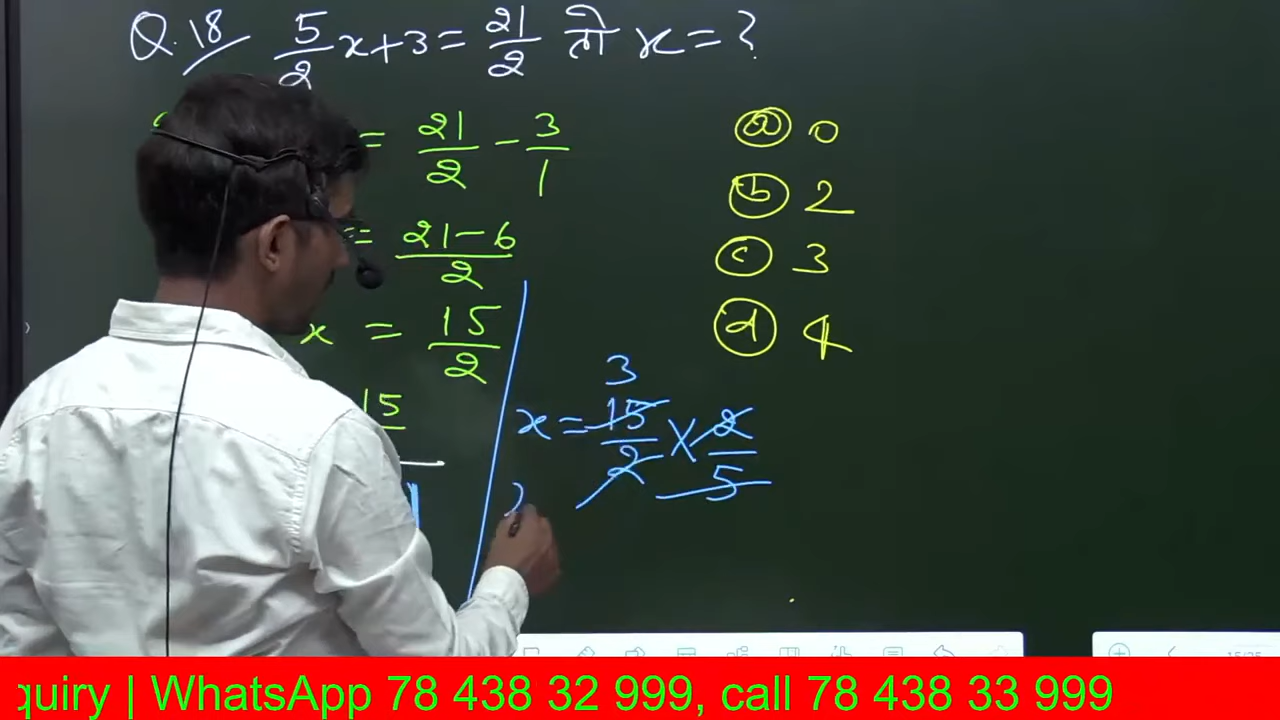 Q.18 5/2 x + 3 = 21/2 तो x = ?
= 21/2 - 3/1
= 21-6/2
x = 15/2
15
3
x = 15/2 X 2/5
(a) 0
(b) 2
(c) 3
(d) 4
quiry | WhatsApp 78 438 32 999, call 78 438 33 999